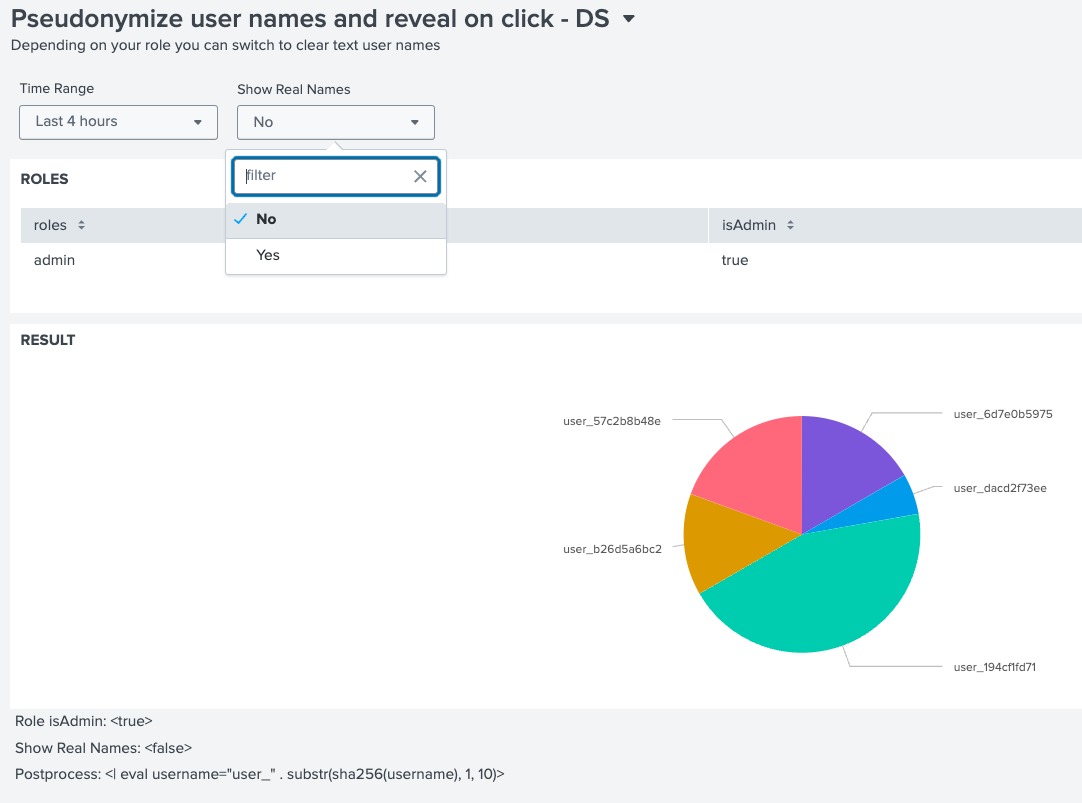 Pseudonymize user names and reveal on click - DS
Depending on your role you can switch to clear text user names
Time Range
Show Real Names
Last 4 hours
No
filter
No
Yes
ROLES
roles
isAdmin
admin
true
RESULT
user_57c2b8b48e
user_6d7e0b5975
user_dacd2f73ee
user_b26d5a6bc2
user_194cf1fd71
Role isAdmin: <true>
Show Real Names: <false>
Postprocess: <| eval username="user_" . substr(sha256(username), 1, 10)>